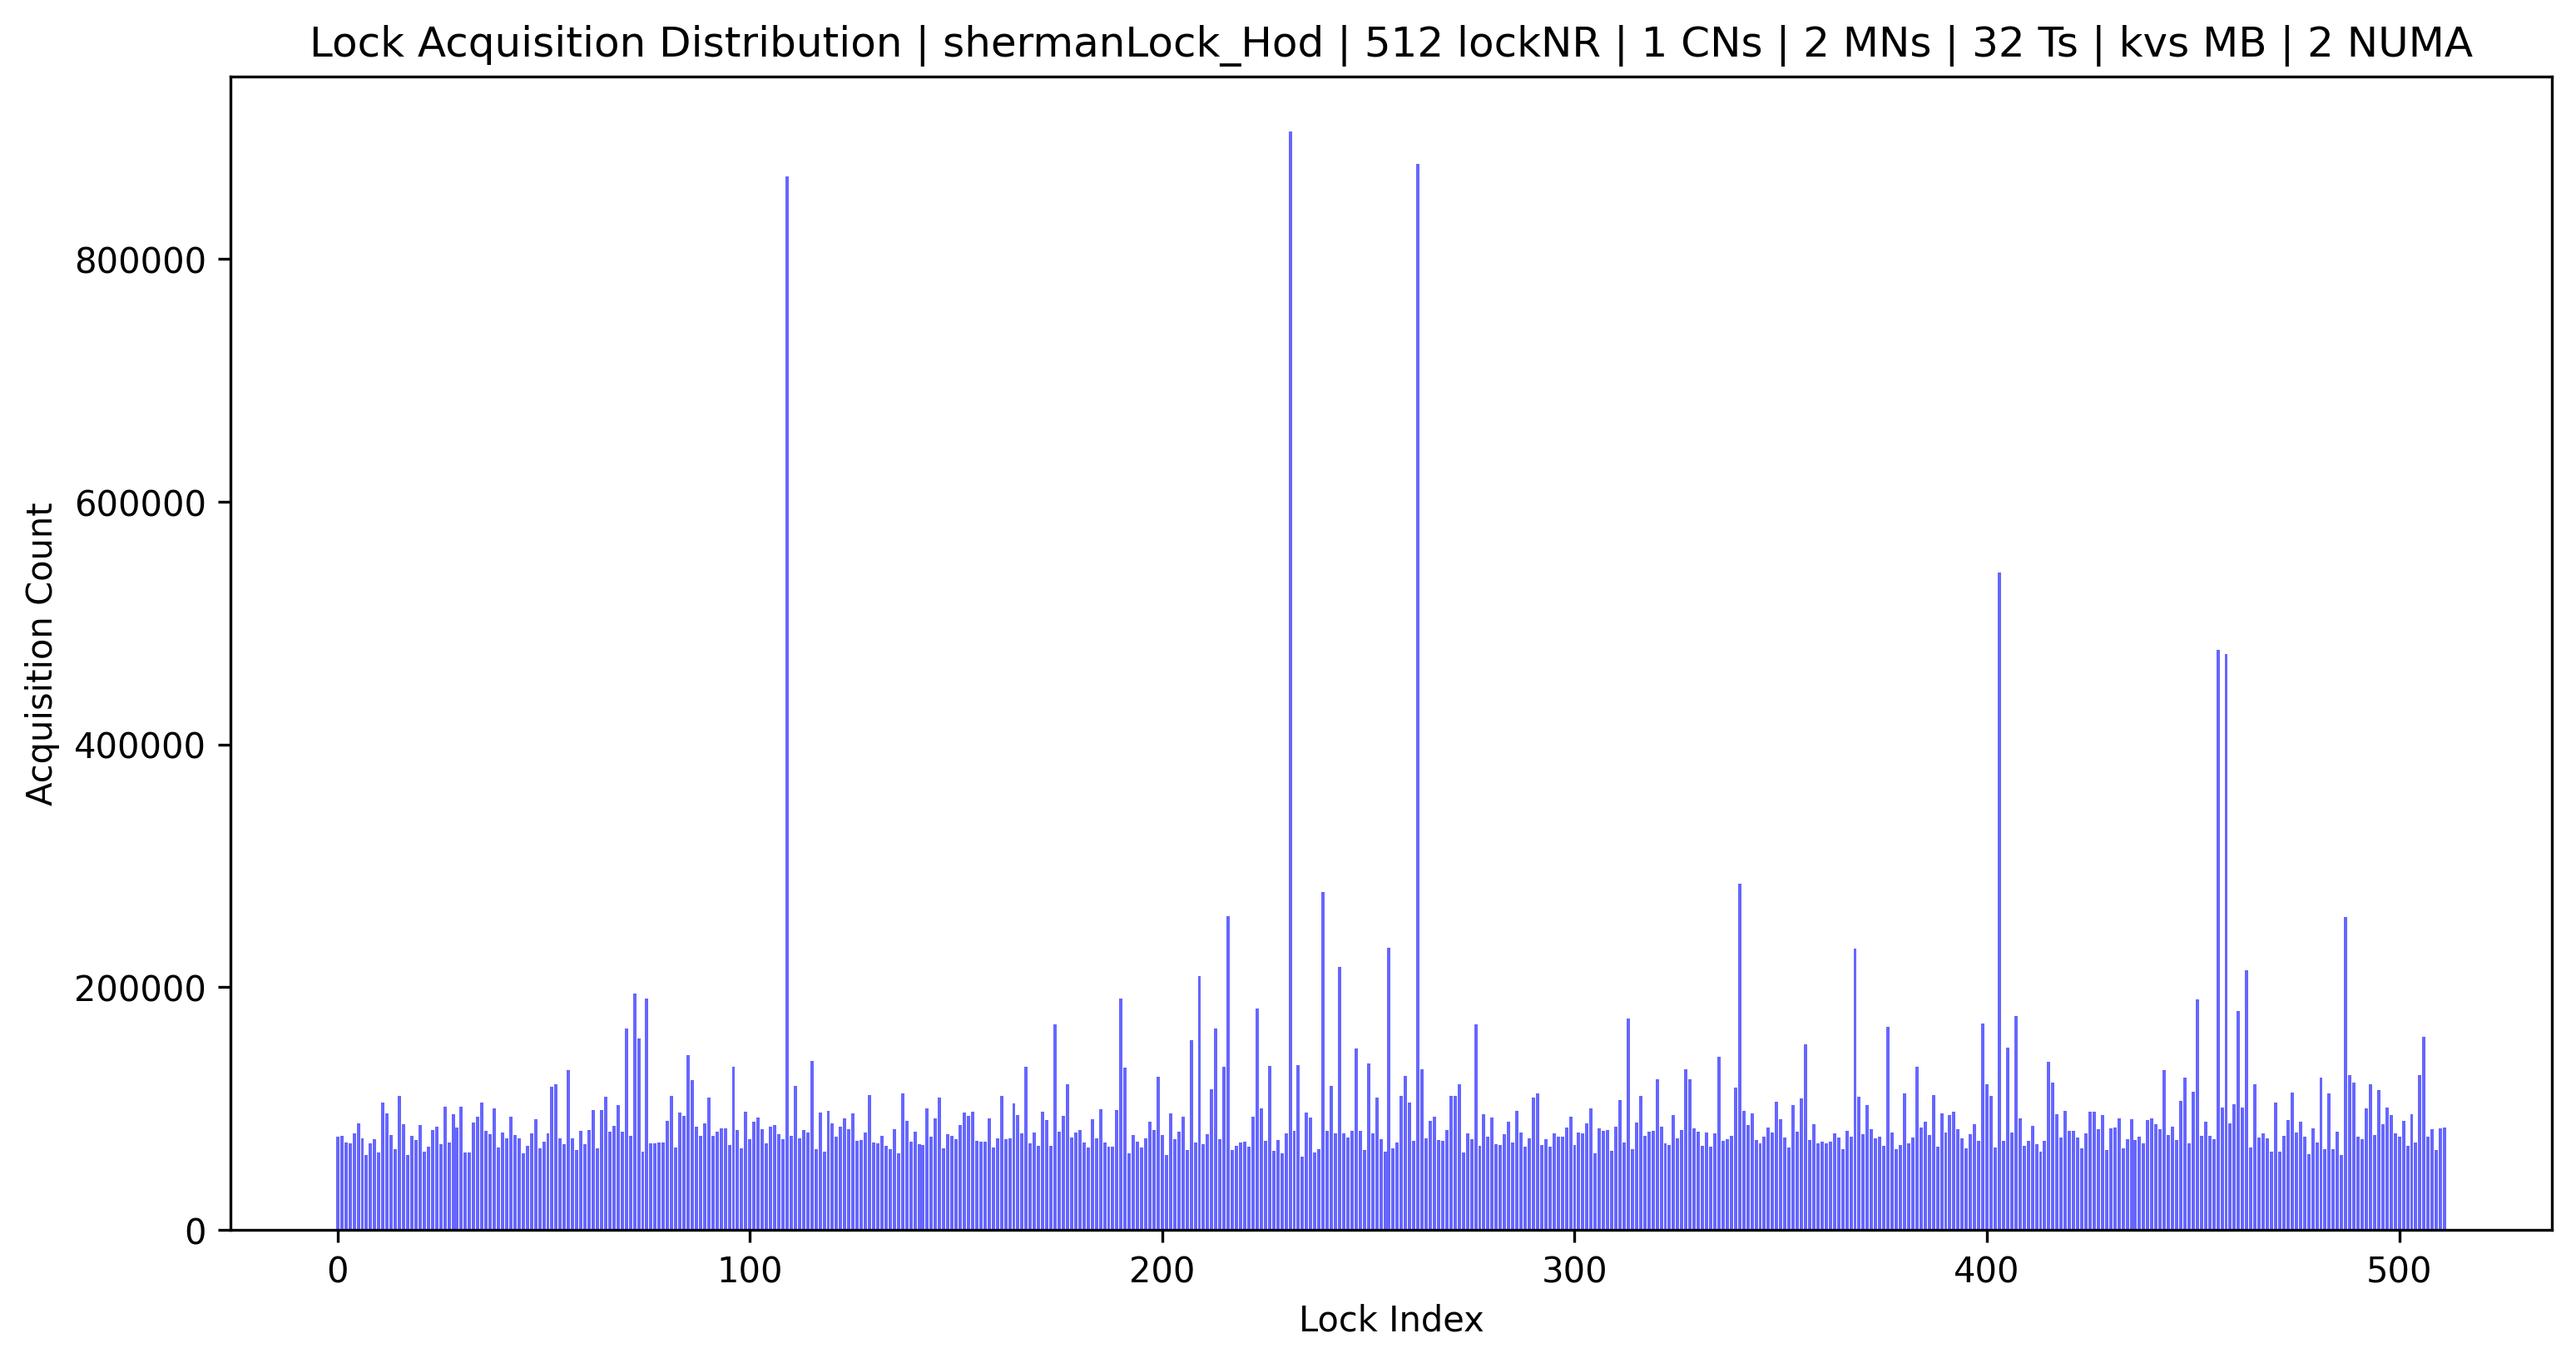 Lock Acquisition Distribution | shermanLock_Hod | 512 lockNR | 1 CNs | 2 MNs | 32 Ts | kvs MB | 2 NUMA
Acquisition Count
800000
600000
400000
200000
0
0 100 200 300 400 500
Lock Index